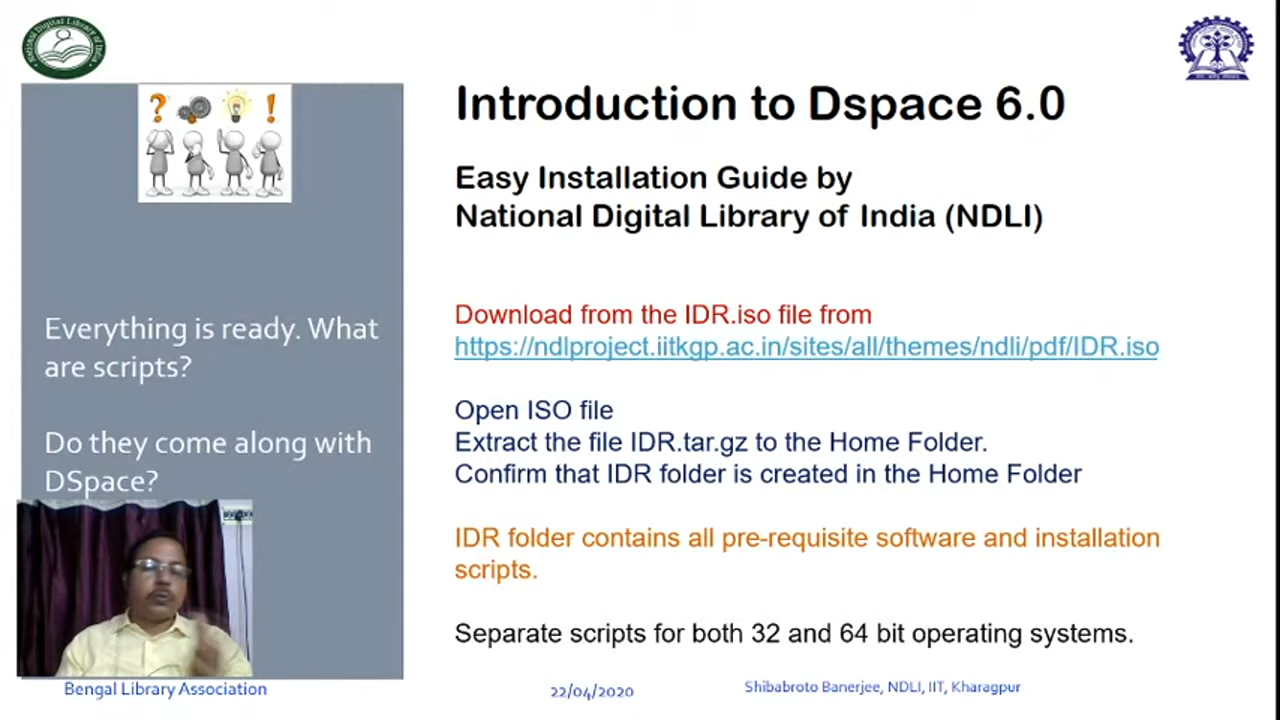 National Digital Library of India
Introduction to Dspace 6.0
Easy Installation Guide by
National Digital Library of India (NDLI)
Everything is ready. What
are scripts?
Do they come along with
DSpace?
Download from the IDR.iso file from
https://ndlproject.iitkgp.ac.in/sites/all/themes/ndli/pdf/IDR.iso
Open ISO file
Extract the file IDR.tar.gz to the Home Folder.
Confirm that IDR folder is created in the Home Folder
IDR folder contains all pre-requisite software and installation
scripts.
Separate scripts for both 32 and 64 bit operating systems.
Bengal Library Association
22/04/2020
Shibabroto Banerjee, NDLI, IIT, Kharagpur